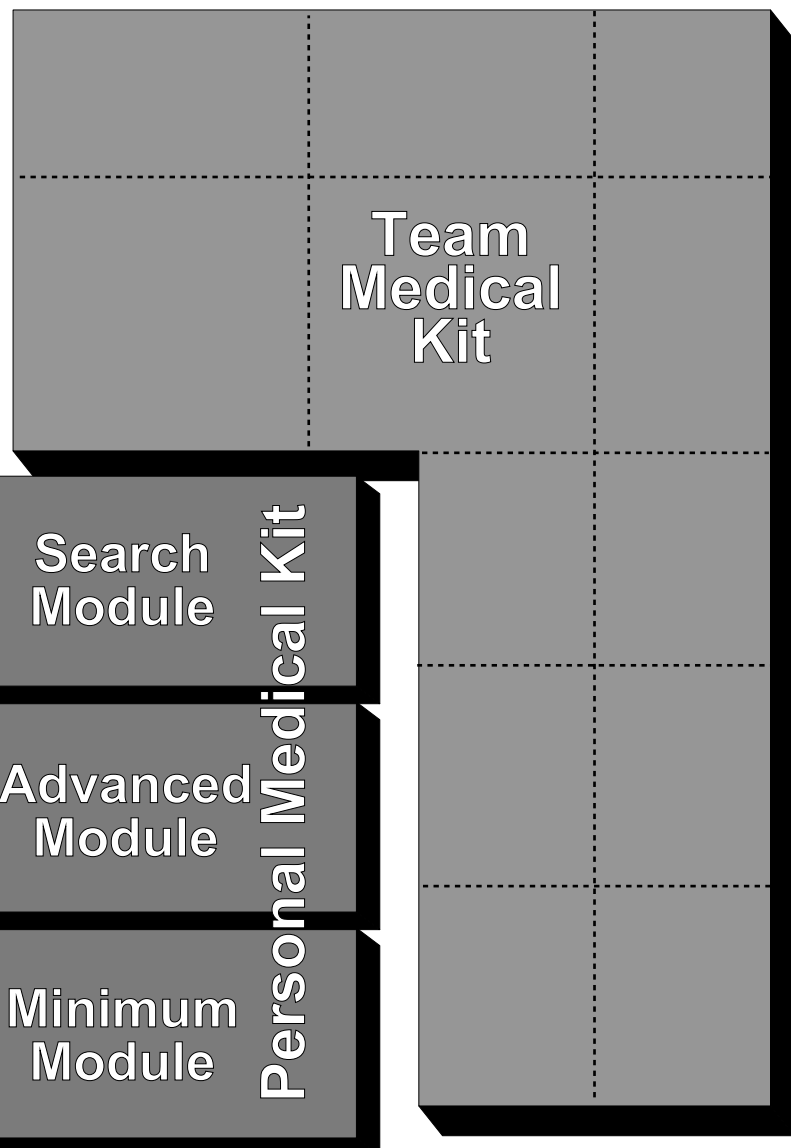 Team
Medical
Kit
Search
Module
Advanced
Module
Minimum
Module
Personal Medical Kit